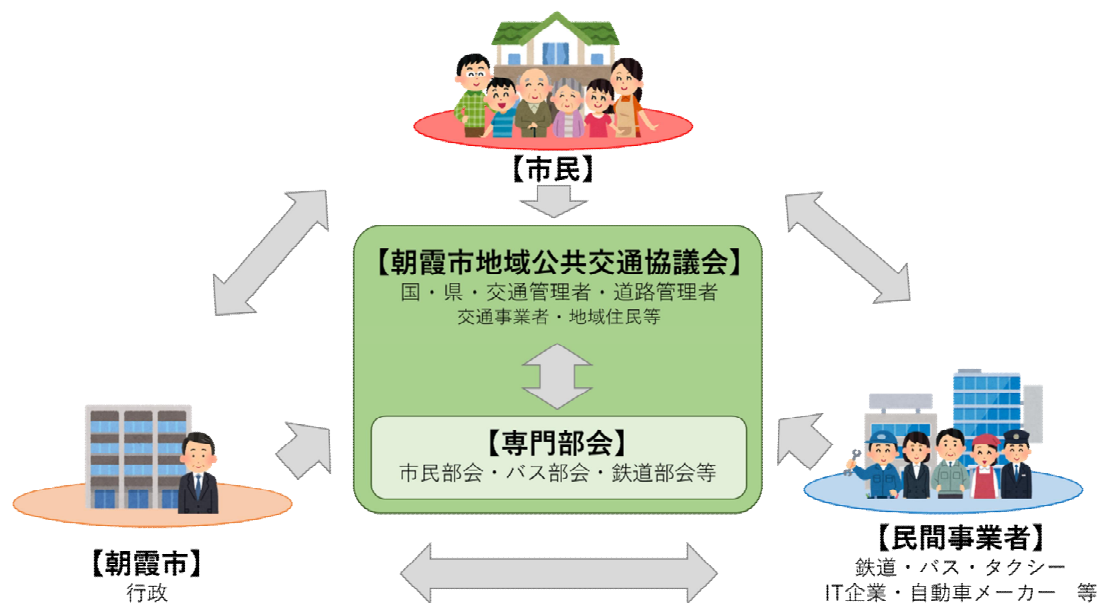 【市民】
【朝霞市地域公共交通協議会】
国・県・交通管理者・道路管理者
交通事業者・地域住民等
【専門部会】
市民部会・バス部会・鉄道部会等
【朝霞市】
行政
【民間事業者】
鉄道・バス・タクシー
IT企業・自動車メーカー 等